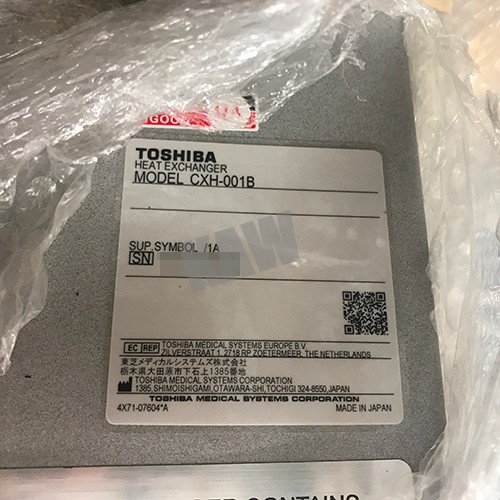 GOOD
TOSHIBA
HEAT EXCHANGER
MODEL CXH-001B
SUP. SYMBOL /1A
SN
KAW
EC REP TOSHIBA MEDICAL SYSTEMS EUROPE B.V.
ZILVERSTRAAT 1, 2718 RP ZOETERMEER, THE NETHERLANDS
東芝メディカルシステムズ株式会社
栃木県大田原市下石上1385番地
TOSHIBA MEDICAL SYSTEMS CORPORATION
1385, SHIMOISHIGAMI, OTAWARA-SHI, TOCHIGI 324-8550, JAPAN
TOSHIBA MEDICAL SYSTEMS CORPORATION
4X71-07604*A MADE IN JAPAN
CONTAINS